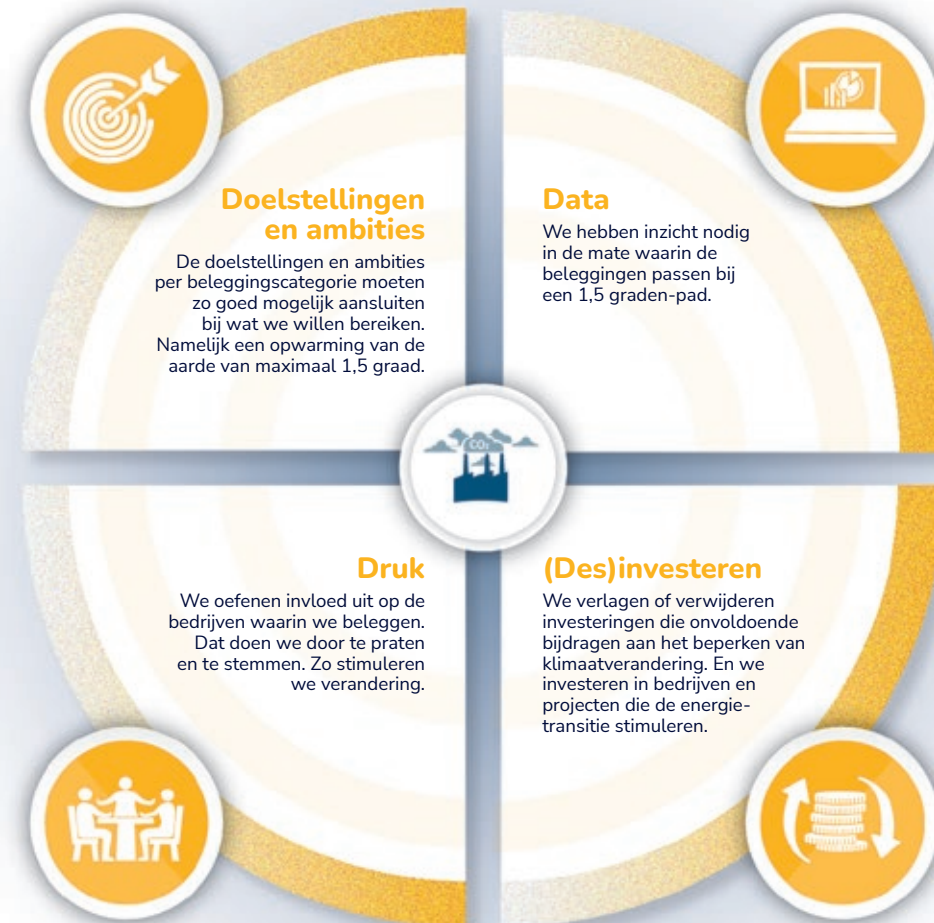 Doelstellingen
en ambities
De doelstellingen en ambities
per beleggingscategorie moeten
zo goed mogelijk aansluiten
bij wat we willen bereiken.
Namelijk een opwarming van de
aarde van maximaal 1,5 graad.
Data
We hebben inzicht nodig
in de mate waarin de
beleggingen passen bij
een 1,5 graden-pad.
CO₂
Druk
We oefenen invloed uit op de
bedrijven waarin we beleggen.
Dat doen we door te praten
en te stemmen. Zo stimuleren
we verandering.
(Des)investeren
We verlagen of verwijderen
investeringen die onvoldoende
bijdragen aan het beperken van
klimaatverandering. En we
investeren in bedrijven en
projecten die de energie-
transitie stimuleren.